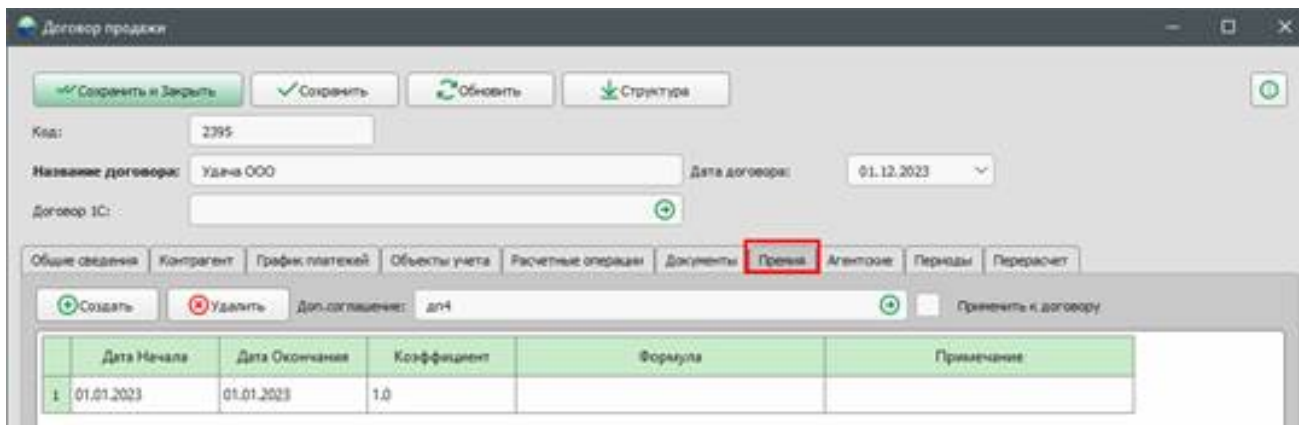 Договор продажи
Сохранить и Закрыть Сохранить Обновить Структура
Код: 2395
Название договора: Удача ООО Дата договора: 01.12.2023
Договор 1С:
Общие сведения Контрагент График платежей Объекты учета Расчетные операции Документы Премия Агентские Периоды Перерасчет
Создать Удалить Доп.соглашение: дп4 Применить к договору
Дата Начала Дата Окончания Коэффициент Формула Примечание
1 01.01.2023 01.01.2023 1.0